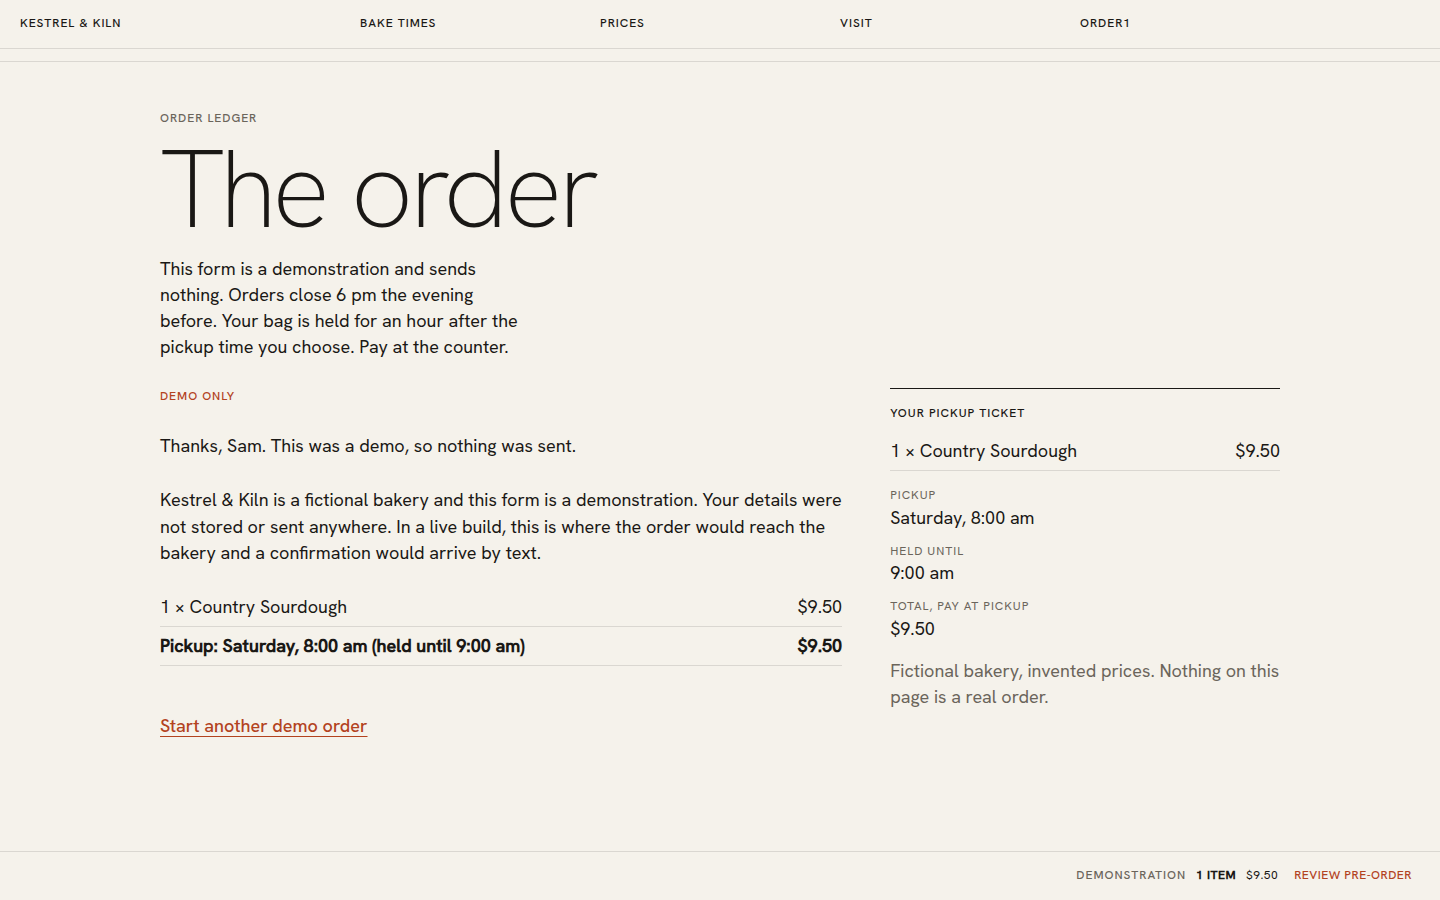 KESTREL & KILN
BAKE TIMES
PRICES
VISIT
ORDER1
ORDER LEDGER
The order
This form is a demonstration and sends
nothing. Orders close 6 pm the evening
before. Your bag is held for an hour after the
pickup time you choose. Pay at the counter.
DEMO ONLY
Thanks, Sam. This was a demo, so nothing was sent.
Kestrel & Kiln is a fictional bakery and this form is a demonstration. Your details were
not stored or sent anywhere. In a live build, this is where the order would reach the
bakery and a confirmation would arrive by text.
1 × Country Sourdough $9.50
Pickup: Saturday, 8:00 am (held until 9:00 am) $9.50
Start another demo order
YOUR PICKUP TICKET
1 × Country Sourdough $9.50
PICKUP
Saturday, 8:00 am
HELD UNTIL
9:00 am
TOTAL, PAY AT PICKUP
$9.50
Fictional bakery, invented prices. Nothing on this
page is a real order.
DEMONSTRATION 1 ITEM $9.50 REVIEW PRE-ORDER